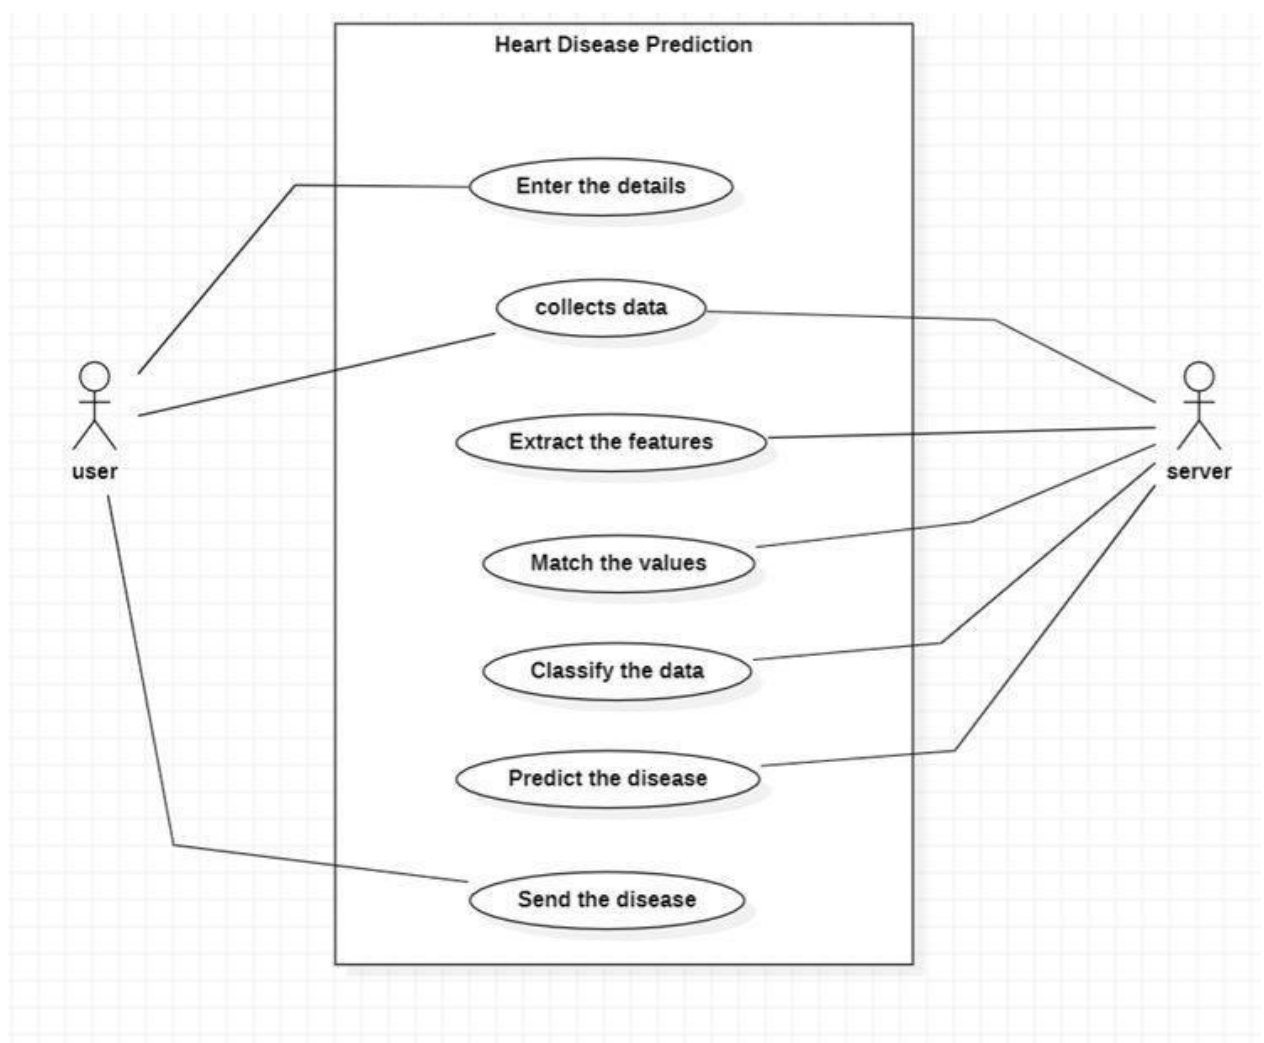 Heart Disease Prediction
Enter the details
collects data
Extract the features
user
server
Match the values
Classify the data
Predict the disease
Send the disease